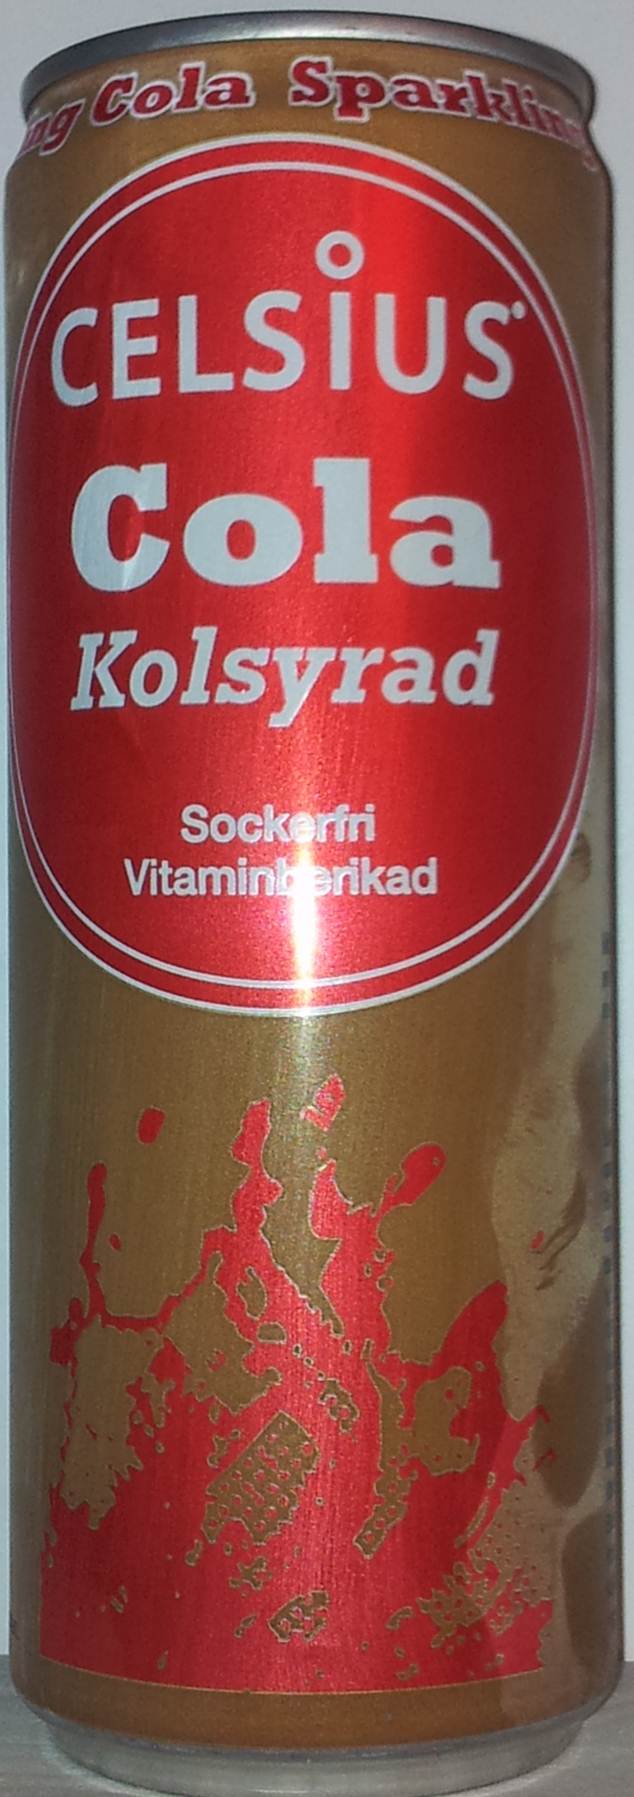 Cola Sparkling
CELSIUS
Cola
Kolsyrad
Sockerfri
Vitaminberikad